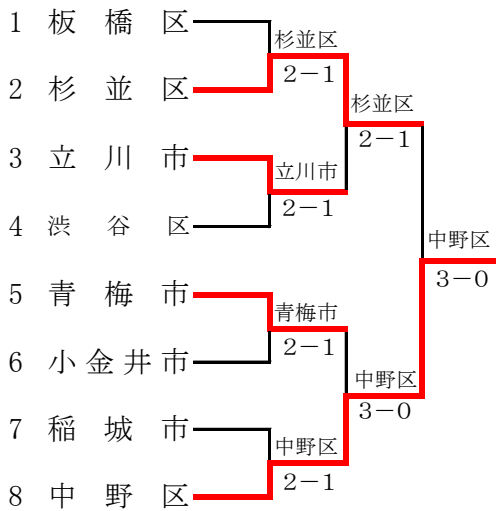 1 板橋区
杉並区
2 杉並区
2−1
杉並区
2−1
3 立川市
立川市
2−1
4 渋谷区
中野区
3−0
5 青梅市
青梅市
2−1
6 小金井市
中野区
3−0
7 稲城市
中野区
2−1
8 中野区